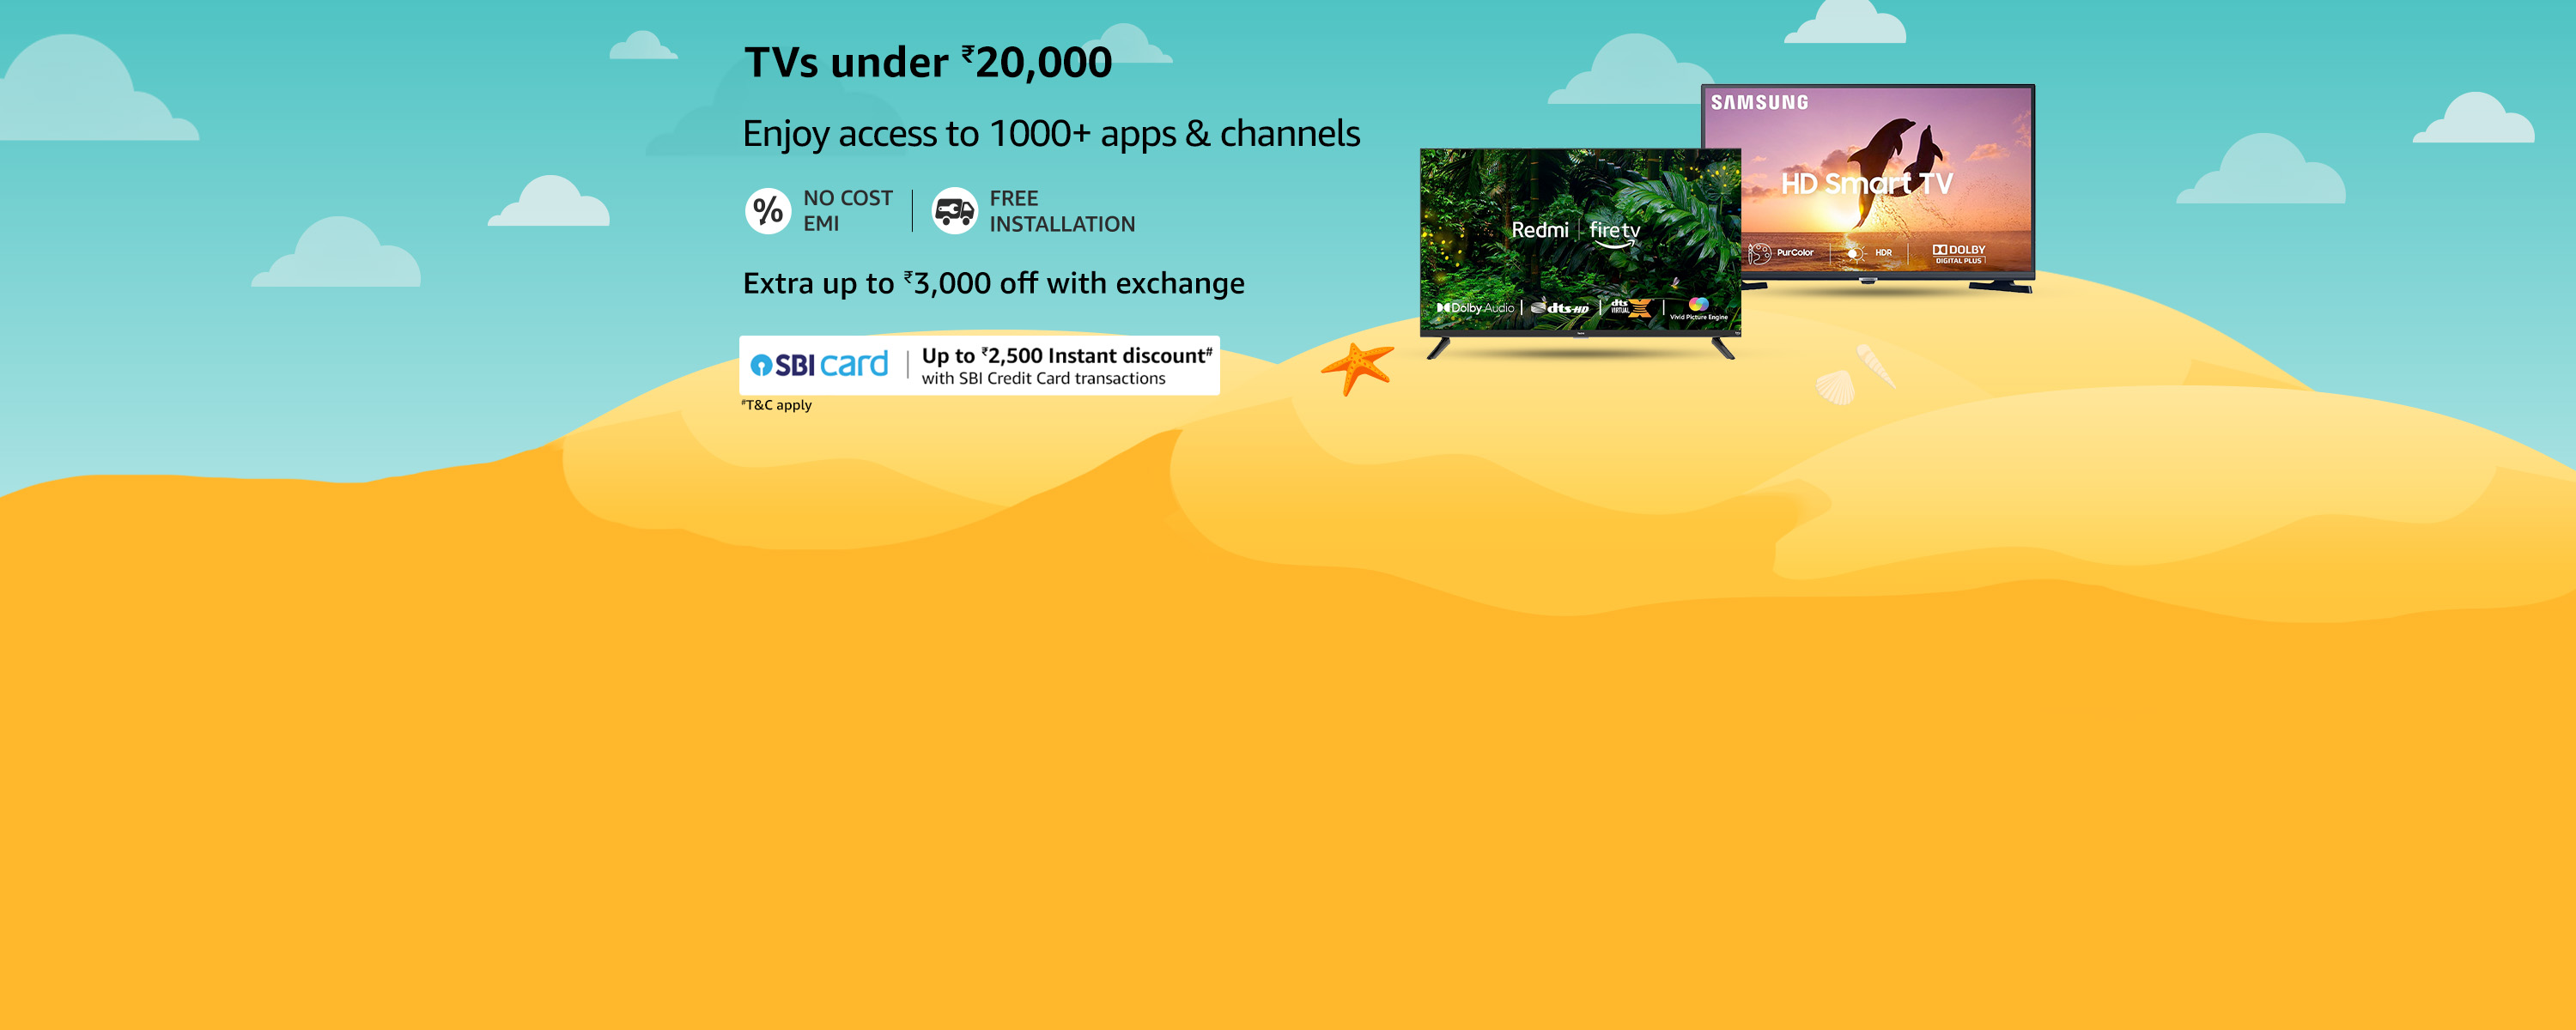 TVs under ₹20,000
Enjoy access to 1000+ apps & channels
NO COST
EMI
FREE
INSTALLATION
Extra up to ₹3,000 off with exchange
SBI card
Up to ₹2,500 Instant discount#
with SBI Credit Card transactions
#T&C apply
Redmi | firetv
Dolby Audio | dts-HD | dts VIRTUAL X | Vivid Picture Engine
SAMSUNG
HD Smart TV
PurColor | HDR | DOLBY
DIGITAL PLUS